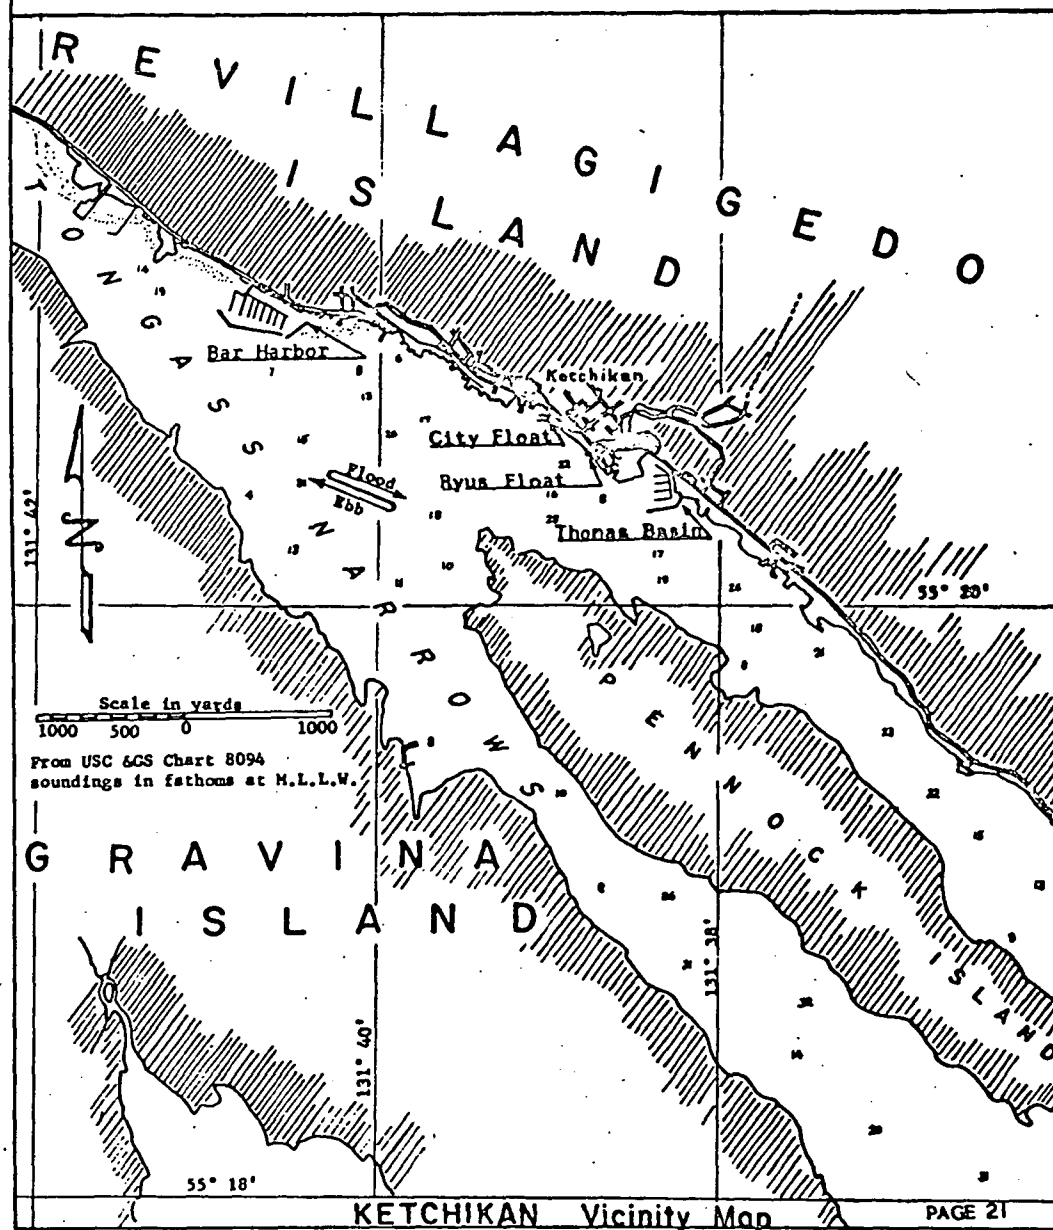 REVILLAGIGEDO
ISLAND
TONGASS NARROWS
Bar Harbor
Ketchikan
City Float
Ryus Float
Thomas Basin
Flood
Ebb
N
131° 42'
55° 20'
Scale in yards
1000 500 0 1000
From USC &GS Chart 8094
soundings in fathoms at M.L.L.W.
PENNOCK ISLAND
GRAVINA
ISLAND
131° 38'
131° 40'
55° 18'
KETCHIKAN Vicinity Map
PAGE 21